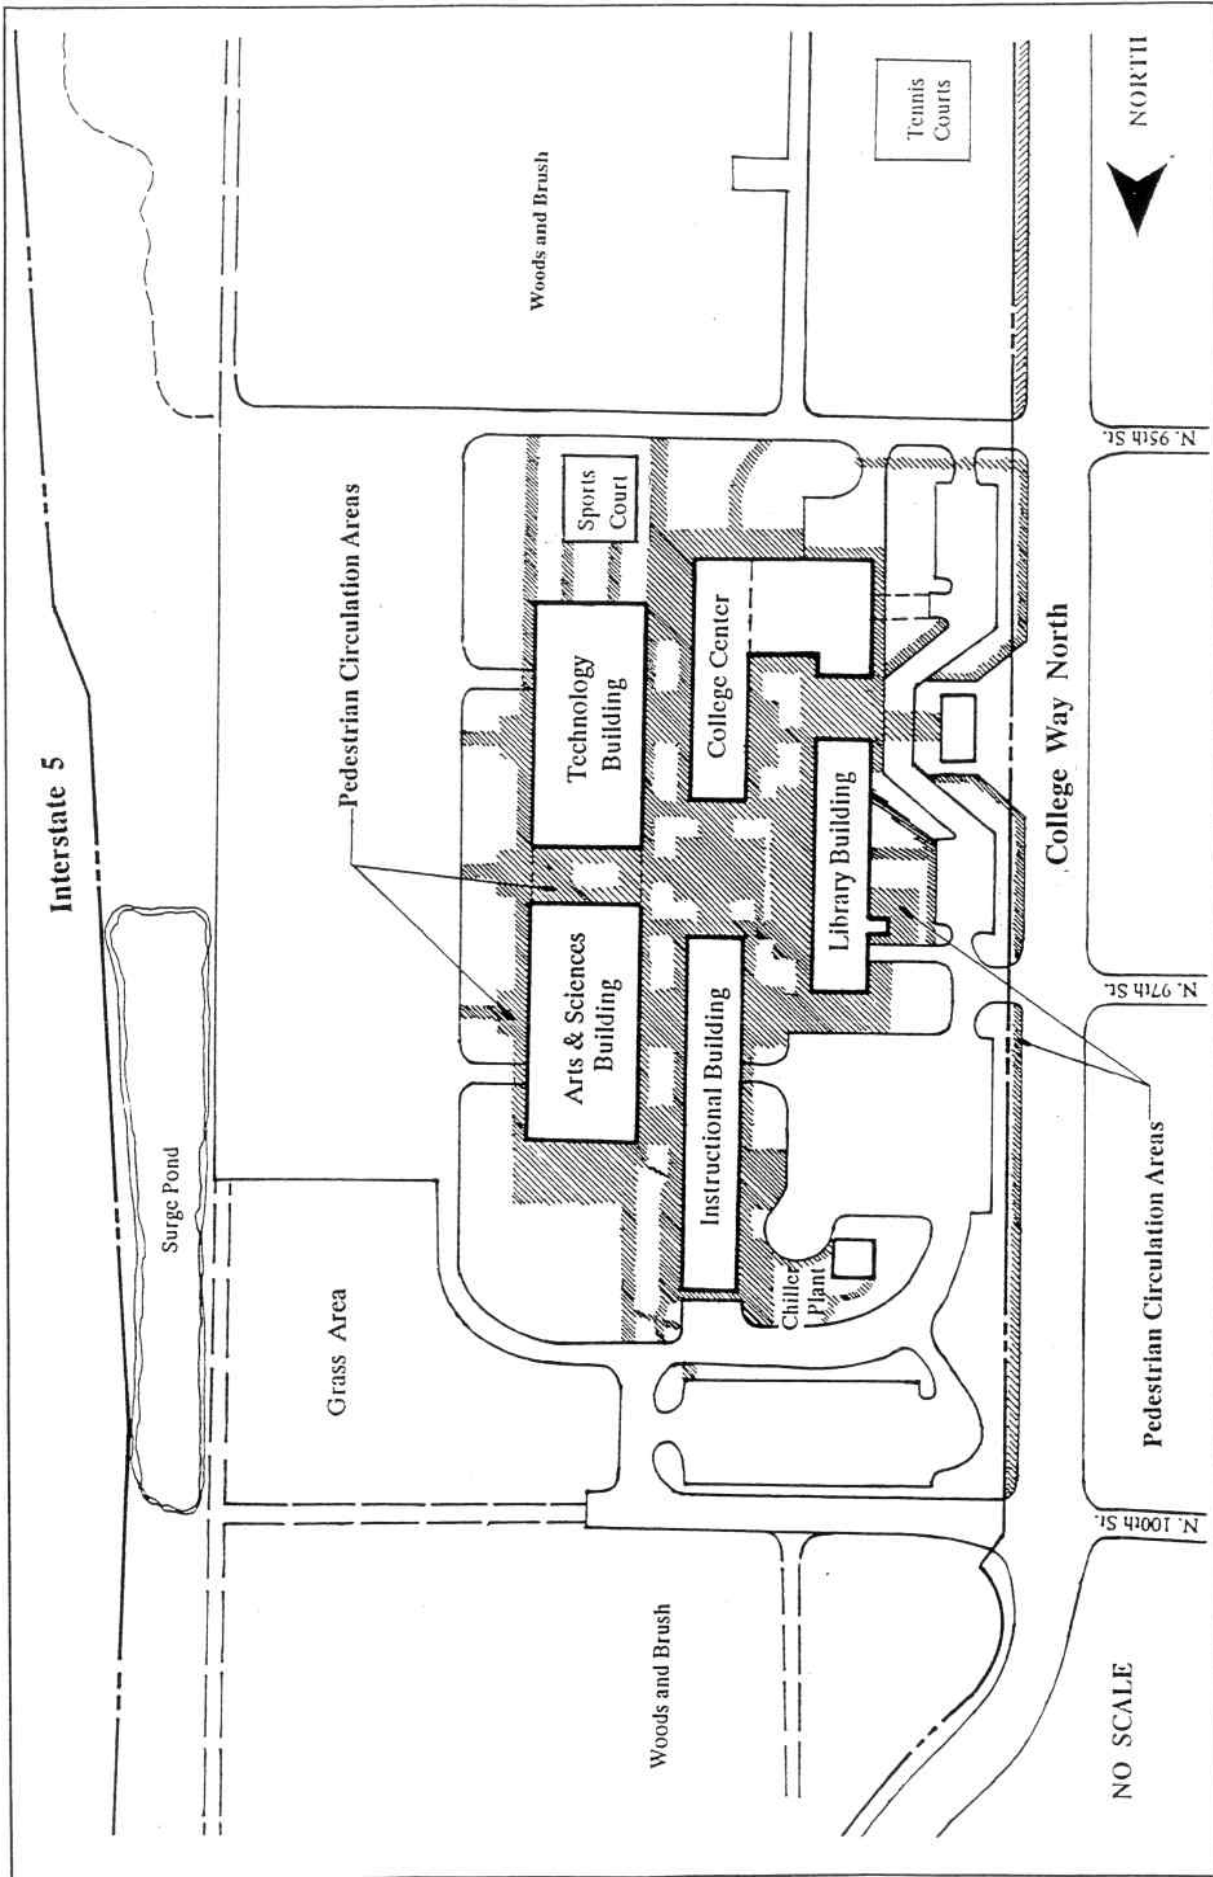 Interstate 5
Surge Pond
Grass Area
Pedestrian Circulation Areas
Woods and Brush
Arts & Sciences
Building
Technology
Building
Sports
Court
Woods and Brush
Instructional Building
College Center
Chiller
Plant
Library Building
Tennis
Courts
College Way North
N. 100th St.
N. 97th St.
N. 95th St.
Pedestrian Circulation Areas
NO SCALE
NORTH